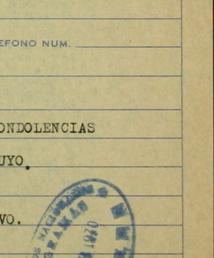 EFONO NUM.
ONDOLENCIAS
UYO.
VO.